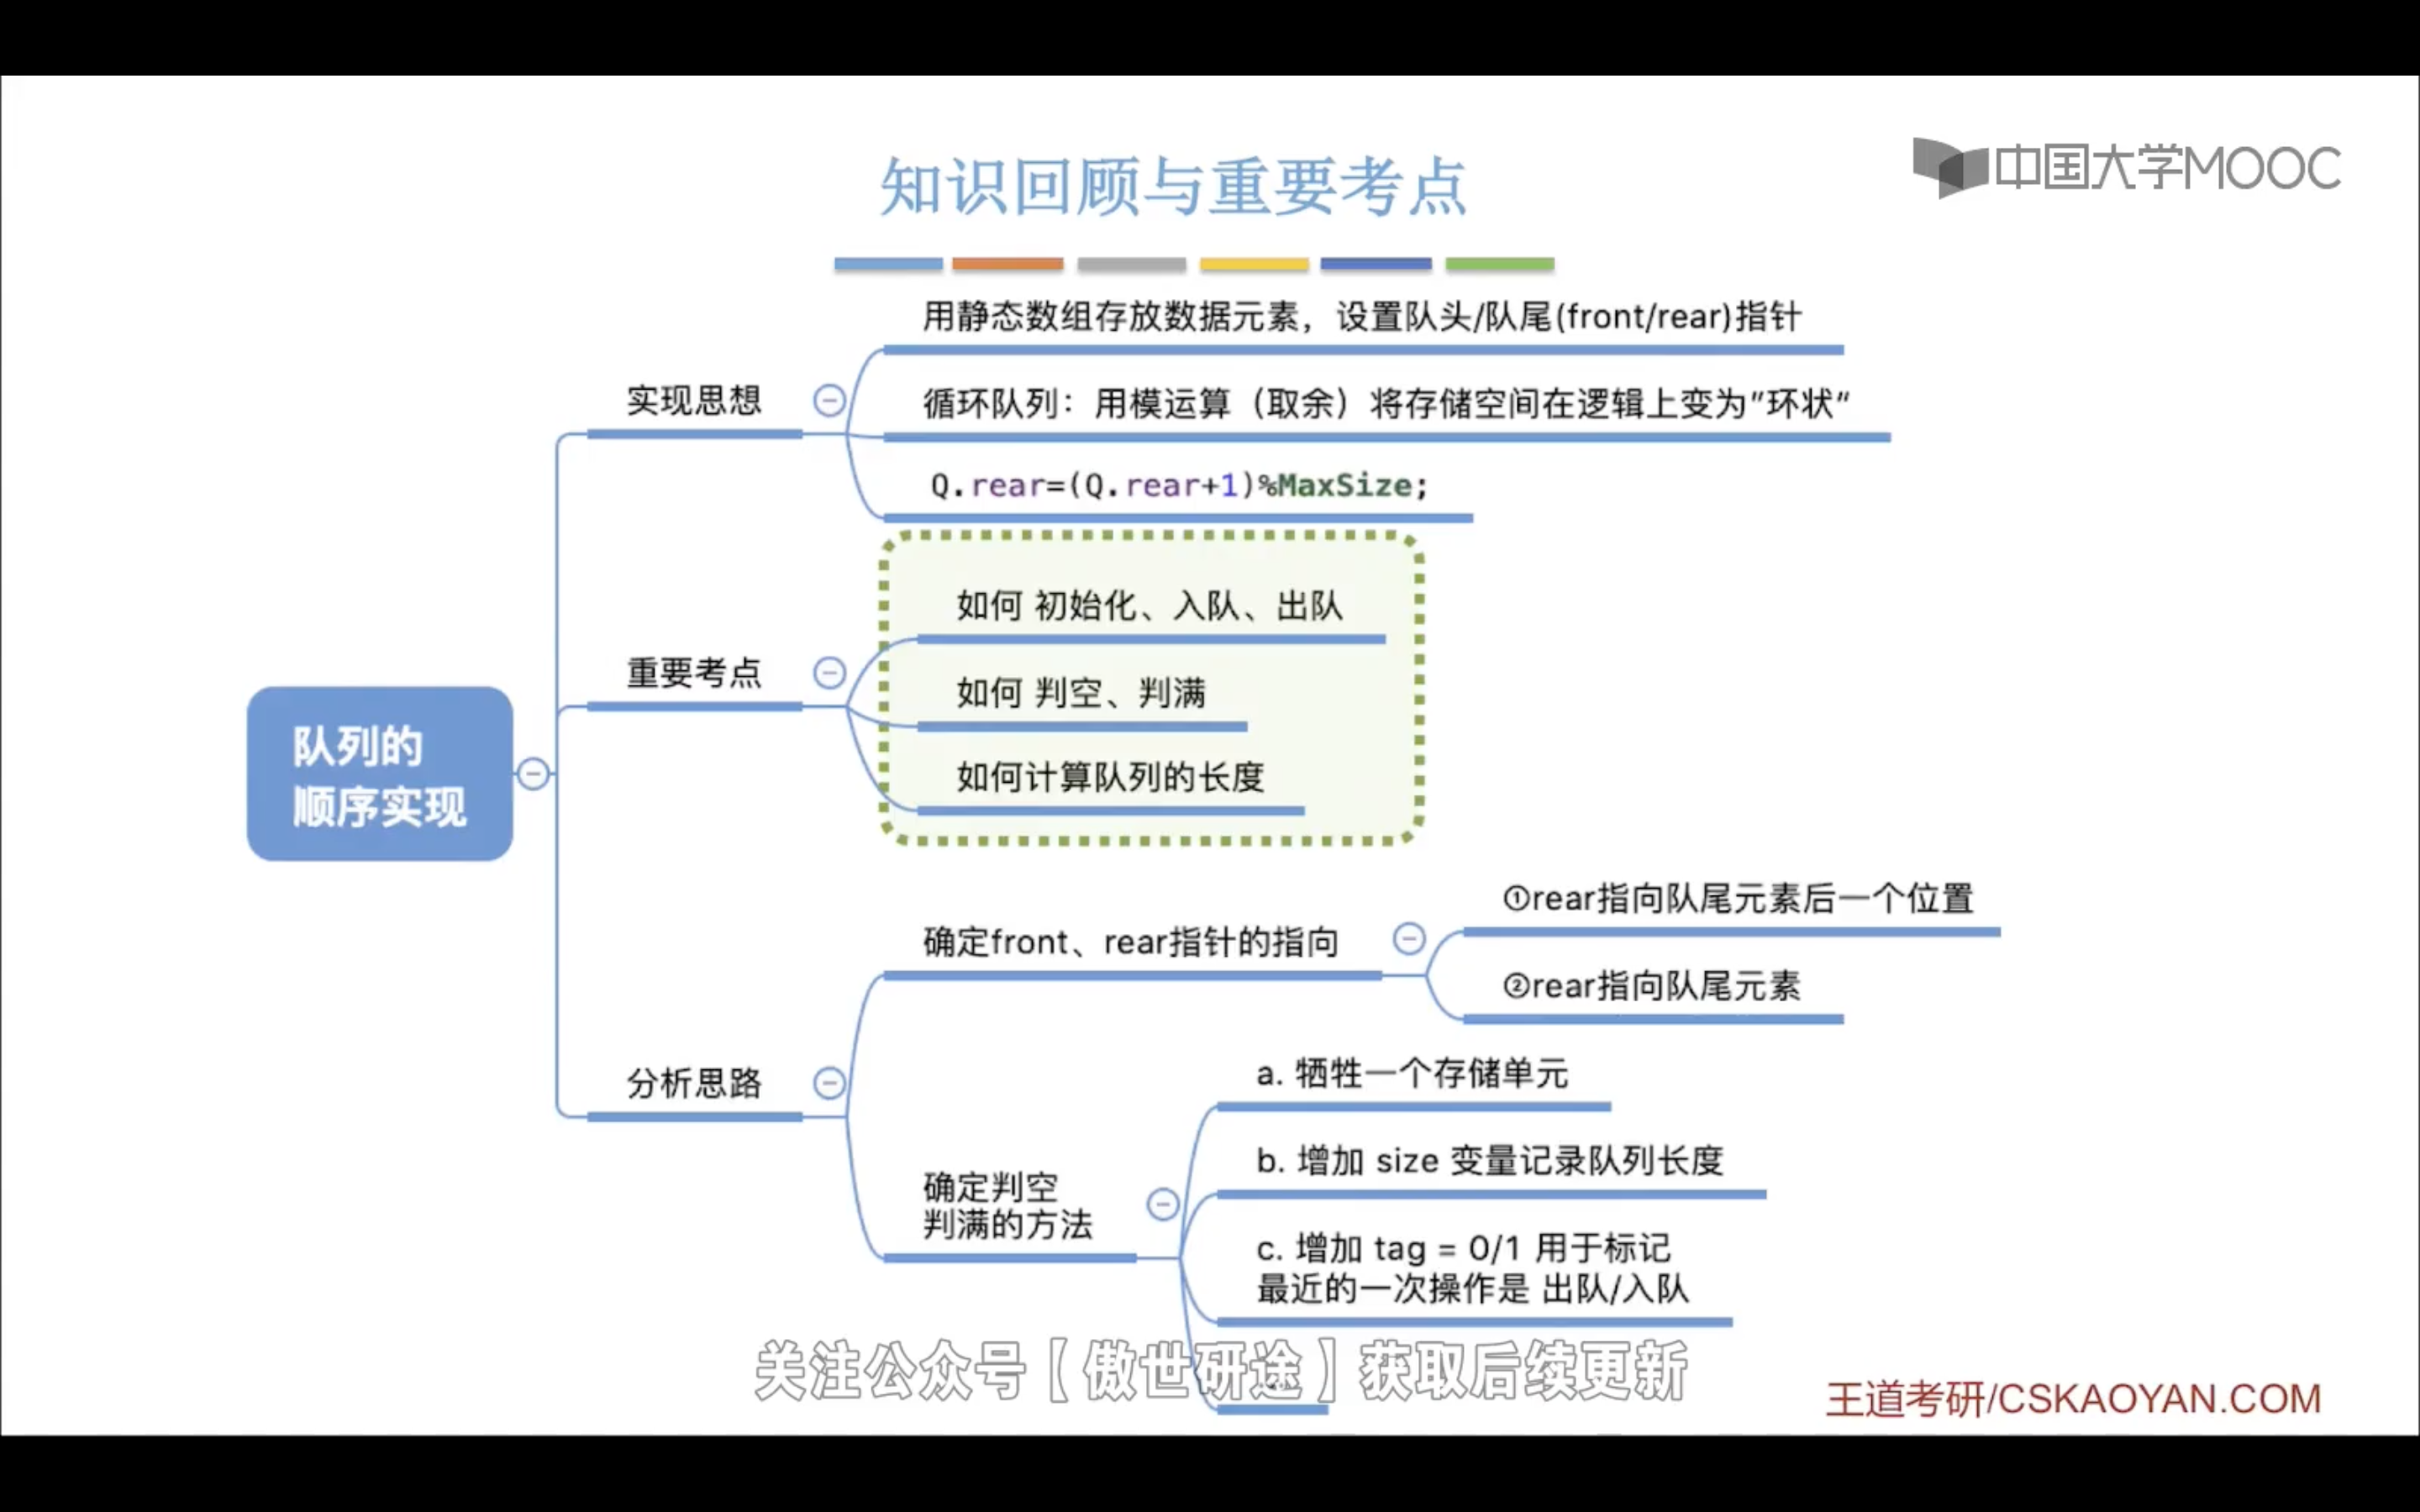 知识回顾与重要考点
中国大学MOOC
用静态数组存放数据元素，设置队头/队尾(front/rear)指针
实现思想
循环队列：用模运算（取余）将存储空间在逻辑上变为"环状"
Q.rear=(Q.rear+1)%MaxSize;
如何 初始化、入队、出队
重要考点
如何 判空、判满
如何计算队列的长度
队列的
顺序实现
①rear指向队尾元素后一个位置
确定front、rear指针的指向
②rear指向队尾元素
分析思路
a. 牺牲一个存储单元
b. 增加 size 变量记录队列长度
确定判空
判满的方法
c. 增加 tag = 0/1 用于标记
最近的一次操作是 出队/入队
关注公众号【傲世研途】获取后续更新
王道考研/CSKAOYAN.COM